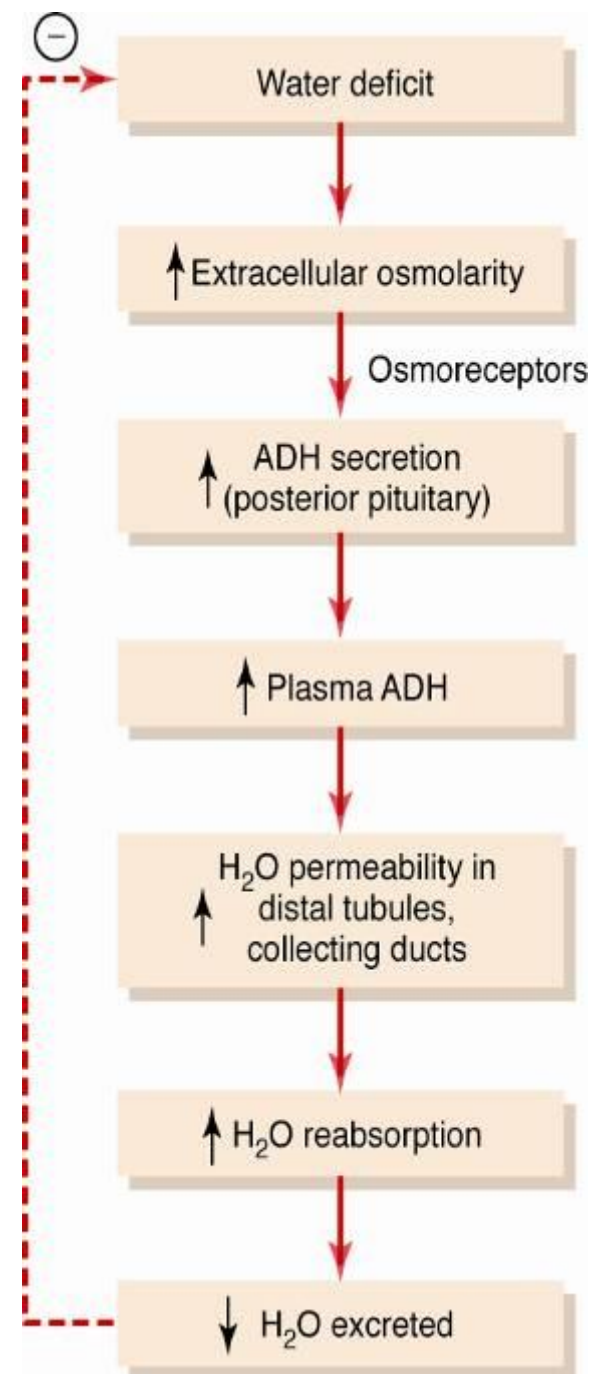 −
Water deficit
↑ Extracellular osmolarity
Osmoreceptors
ADH secretion
↑ (posterior pituitary)
↑ Plasma ADH
H₂O permeability in
↑ distal tubules,
collecting ducts
↑ H₂O reabsorption
↓ H₂O excreted